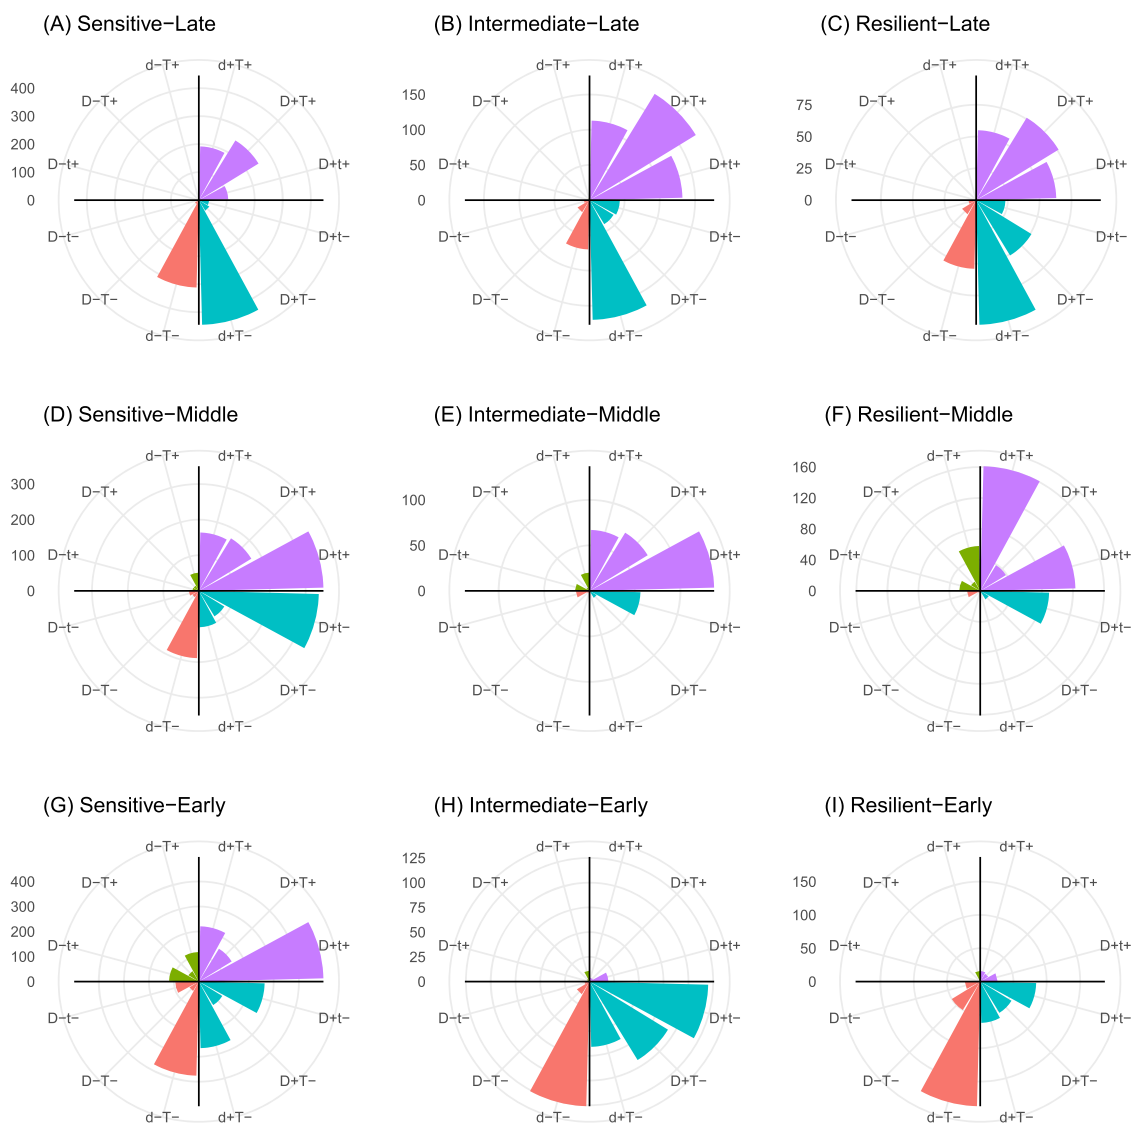 (A) Sensitive−Late
(B) Intermediate−Late
(C) Resilient−Late
d−T+ d+T+
D−T+ D+T+
D−t+ D+t+
D−t− D+t−
D−T− D+T−
d−T− d+T−
400
300
200
100
0
d−T+ d+T+
D−T+ D+T+
D−t+ D+t+
D−t− D+t−
D−T− D+T−
d−T− d+T−
150
100
50
0
d−T+ d+T+
D−T+ D+T+
D−t+ D+t+
D−t− D+t−
D−T− D+T−
d−T− d+T−
75
50
25
0
(D) Sensitive−Middle
(E) Intermediate−Middle
(F) Resilient−Middle
d−T+ d+T+
D−T+ D+T+
D−t+ D+t+
D−t− D+t−
D−T− D+T−
d−T− d+T−
300
200
100
0
d−T+ d+T+
D−T+ D+T+
D−t+ D+t+
D−t− D+t−
D−T− D+T−
d−T− d+T−
100
50
0
d−T+ d+T+
D−T+ D+T+
D−t+ D+t+
D−t− D+t−
D−T− D+T−
d−T− d+T−
160
120
80
40
0
(G) Sensitive−Early
(H) Intermediate−Early
(I) Resilient−Early
d−T+ d+T+
D−T+ D+T+
D−t+ D+t+
D−t− D+t−
D−T− D+T−
d−T− d+T−
400
300
200
100
0
d−T+ d+T+
D−T+ D+T+
D−t+ D+t+
D−t− D+t−
D−T− D+T−
d−T− d+T−
125
100
75
50
25
0
d−T+ d+T+
D−T+ D+T+
D−t+ D+t+
D−t− D+t−
D−T− D+T−
d−T− d+T−
150
100
50
0